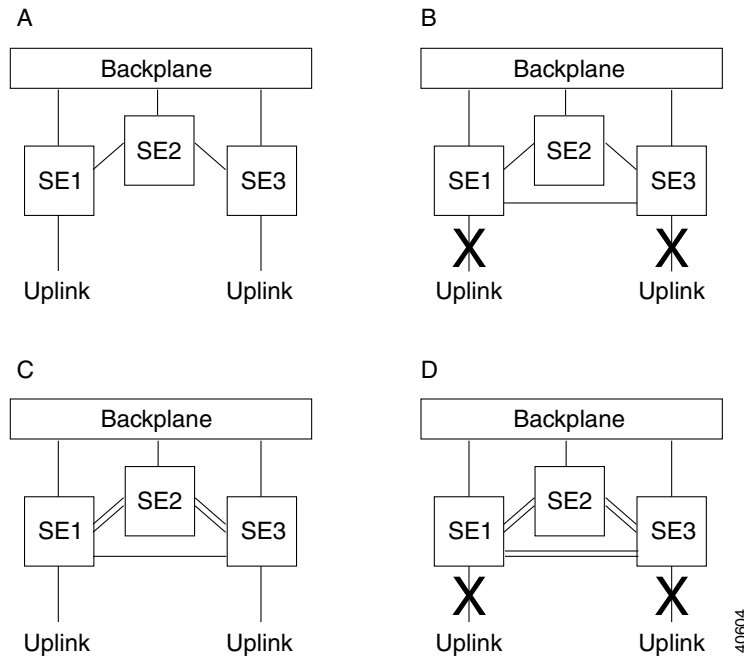 A
Backplane
SE2
SE1
SE3
Uplink
Uplink
B
Backplane
SE2
SE1
SE3
X
X
Uplink
Uplink
C
Backplane
SE2
SE1
SE3
Uplink
Uplink
D
Backplane
SE2
SE1
SE3
X
X
Uplink
Uplink
40604